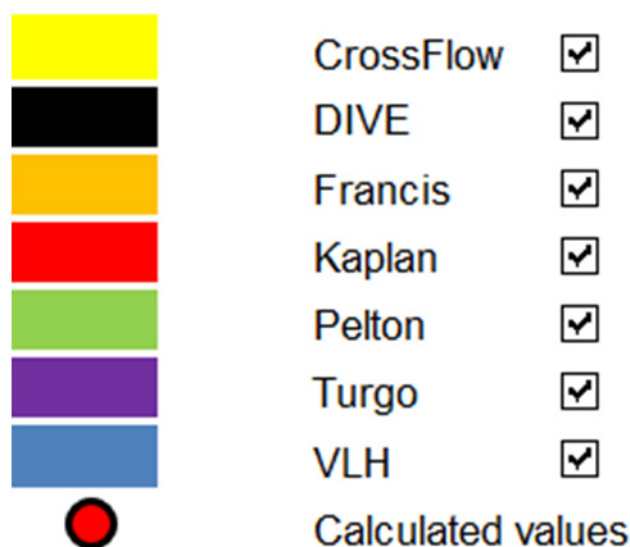 CrossFlow
DIVE
Francis
Kaplan
Pelton
Turgo
VLH
Calculated values